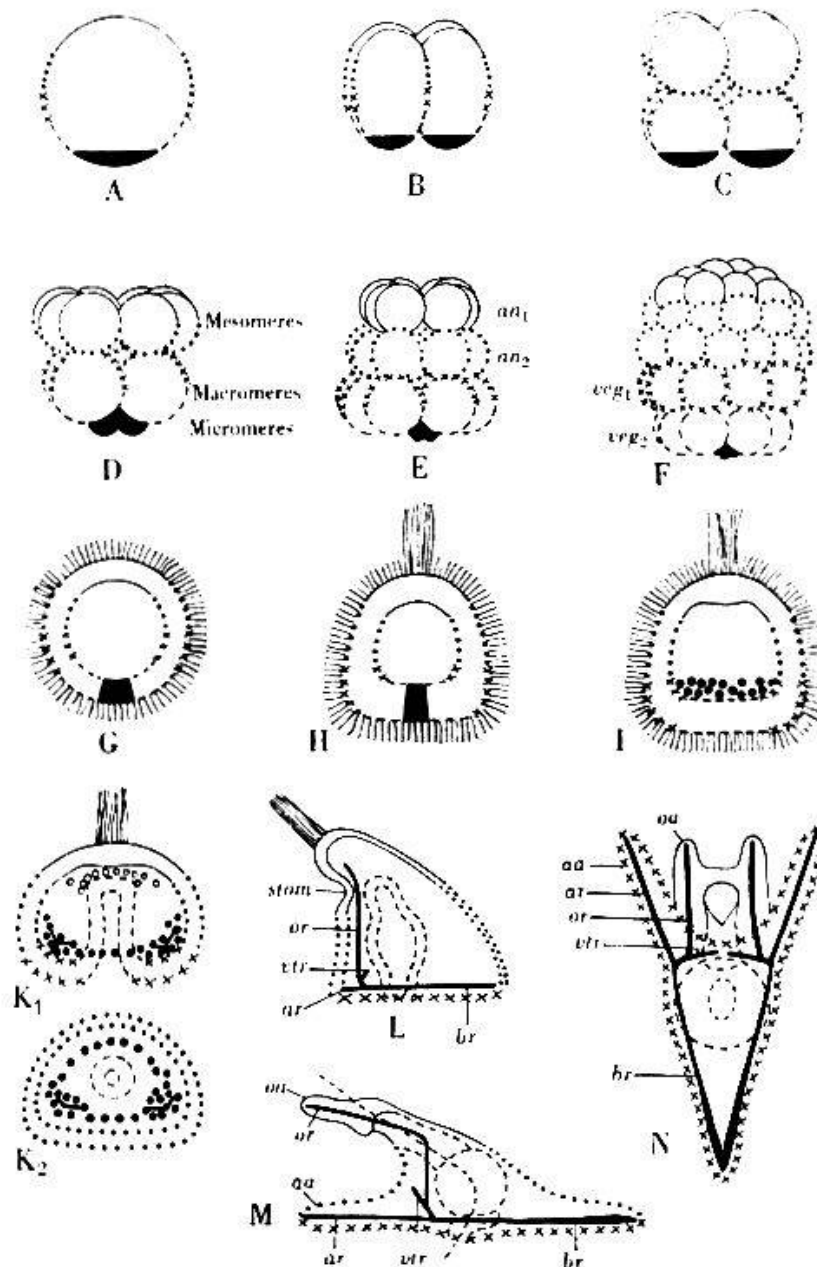 A
B
C
Mesomeres
Macromeres
Micromeres
D
an₁
an₂
E
veg₁
veg₂
F
G
H
I
K₁
K₂
stom
or
vtr
ar
br
L
oa
or
aa
ar
vtr
br
M
oa
aa
ar
or
vtr
br
N